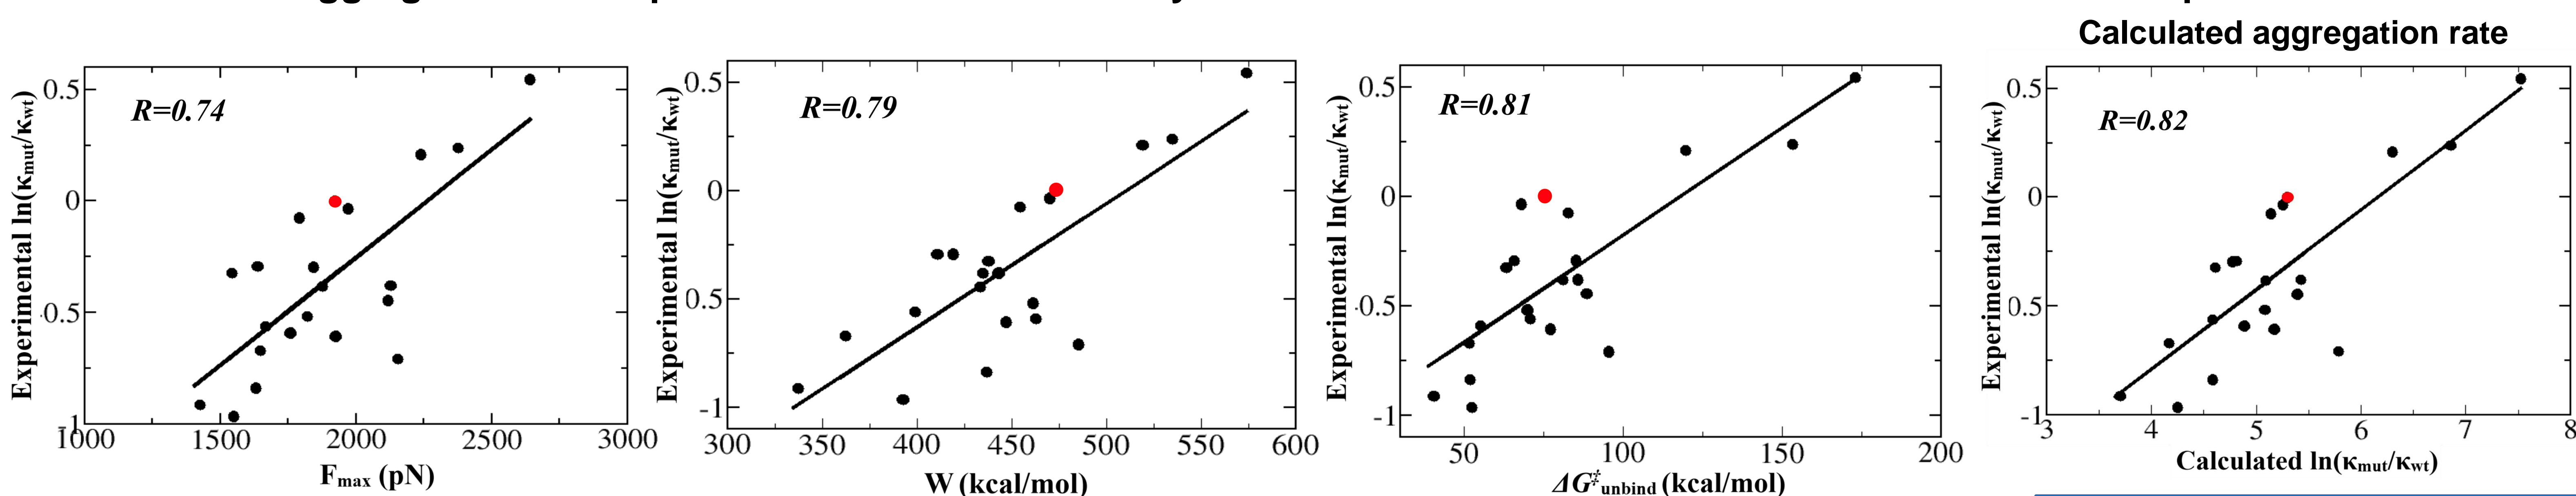 Calculated aggregation rate
Experimental ln(κmut/κwt)
0.5
0
0.5
1
R=0.74
1000 1500 2000 2500 3000
Fmax (pN)
Experimental ln(κmut/κwt)
0.5
0
0.5
-1
R=0.79
300 350 400 450 500 550 600
W (kcal/mol)
Experimental ln(κmut/κwt)
0.5
0
0.5
-1
R=0.81
50 100 150 200
ΔG‡unbind (kcal/mol)
Experimental ln(κmut/κwt)
0.5
0
0.5
-1
R=0.82
3 4 5 6 7 8
Calculated ln(κmut/κwt)